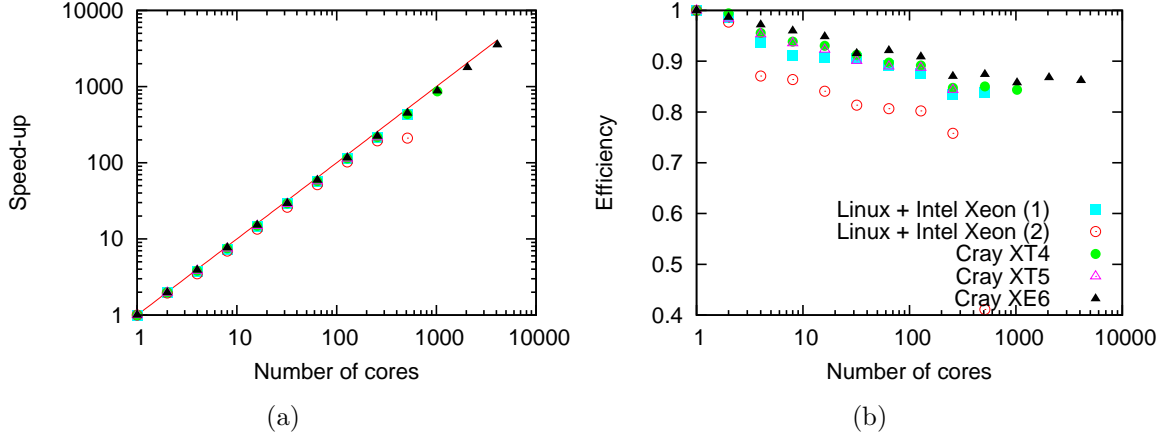 10000
1000
100
10
1
Speed-up
1 10 100 1000 10000
Number of cores
(a)
1
0.9
0.8
0.7
0.6
0.5
0.4
Efficiency
Linux + Intel Xeon (1)
Linux + Intel Xeon (2)
Cray XT4
Cray XT5
Cray XE6
1 10 100 1000 10000
Number of cores
(b)